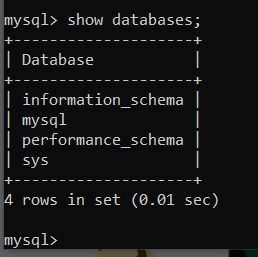 mysql> show databases;
+--------------------+
| Database           |
+--------------------+
| information_schema |
| mysql              |
| performance_schema |
| sys                |
+--------------------+
4 rows in set (0.01 sec)
mysql>